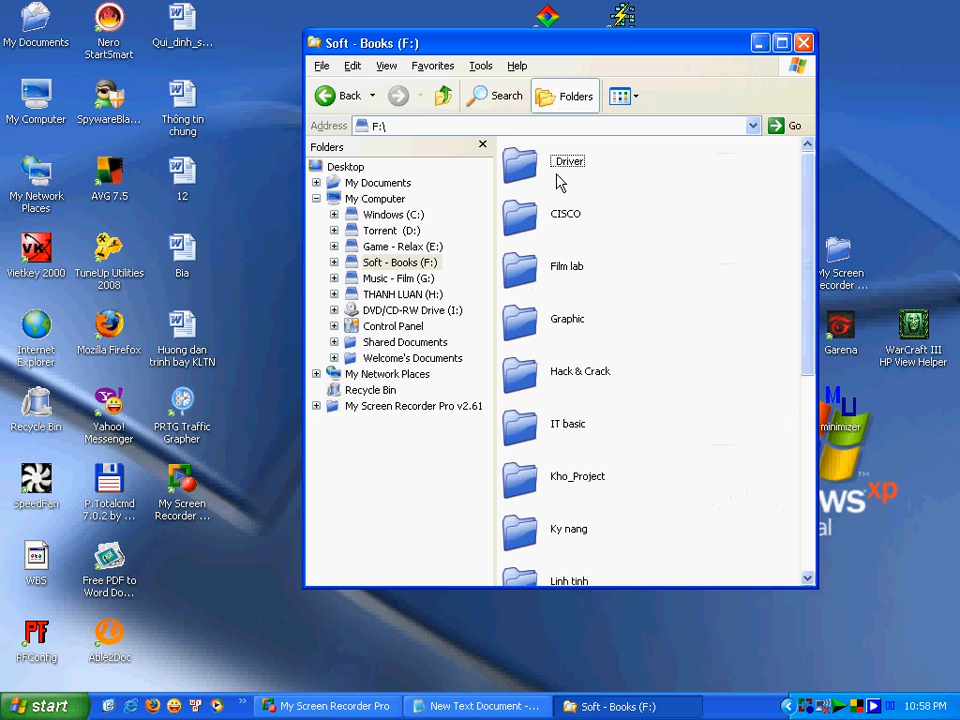 My Documents
Nero
StartSmart
Qui_dinh_s...
My Computer
SpywareBla...
Thông tin
chung
My Network
Places
AVG 7.5
12
Vietkey 2000
TuneUp Utilities
2008
Bia
Internet
Explorer
Mozilla Firefox
Huong dan
trinh bay KLTN
Recycle Bin
Yahoo!
Messenger
PRTG Traffic
Grapher
SpeedFan
P.Totalcmd
7.0.2 by ...
My Screen
Recorder ...
WBS
Free PDF to
Word Do...
FFConfig
Able2Doc
Soft - Books (F:)
File Edit View Favorites Tools Help
Back Search Folders
Address F:\ Go
Folders
Desktop
My Documents
My Computer
Windows (C:)
Torrent (D:)
Game - Relax (E:)
Soft - Books (F:)
Music - Film (G:)
THANH LUAN (H:)
DVD/CD-RW Drive (I:)
Control Panel
Shared Documents
Welcome's Documents
My Network Places
Recycle Bin
My Screen Recorder Pro v2.61
_Driver
CISCO
Film lab
Graphic
Hack & Crack
IT basic
Kho_Project
Ky nang
Linh tinh
My Screen
Recorder ...
Garena
WarCraft III
HP View Helper
minimizer
start
My Screen Recorder Pro
New Text Document -...
Soft - Books (F:)
10:58 PM